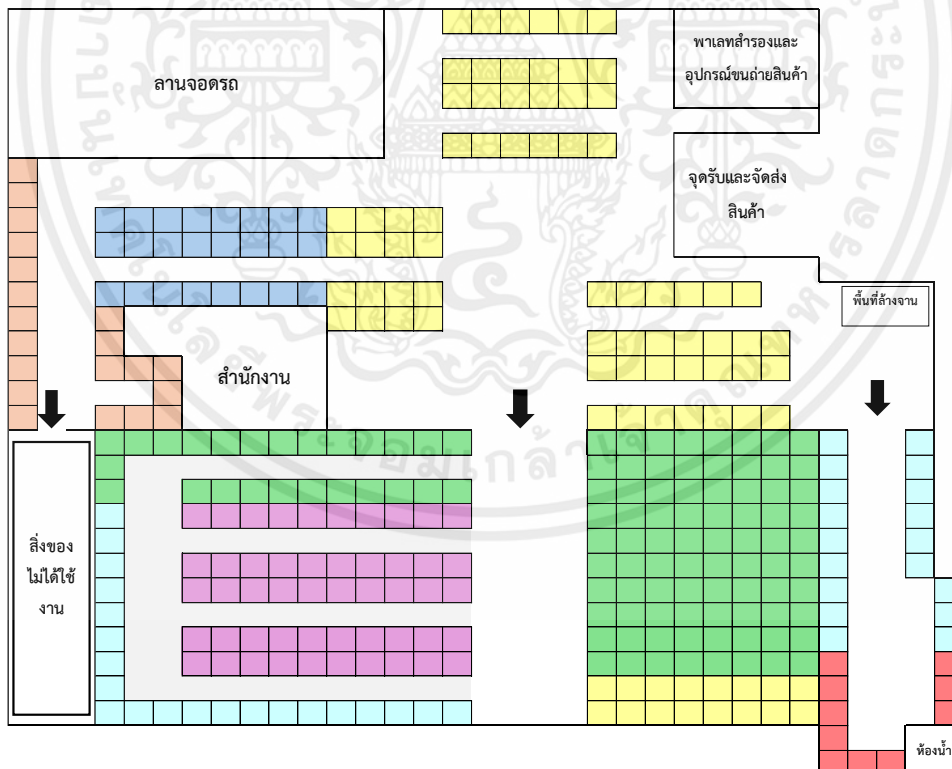 ลานจอดรถ
พาเลทสำรองและ
อุปกรณ์ขนถ่ายสินค้า
จุดรับและจัดส่ง
สินค้า
พื้นที่ล้างจาน
สำนักงาน
สิ่งของ
ไม่ได้ใช้
งาน
ห้องน้ำ